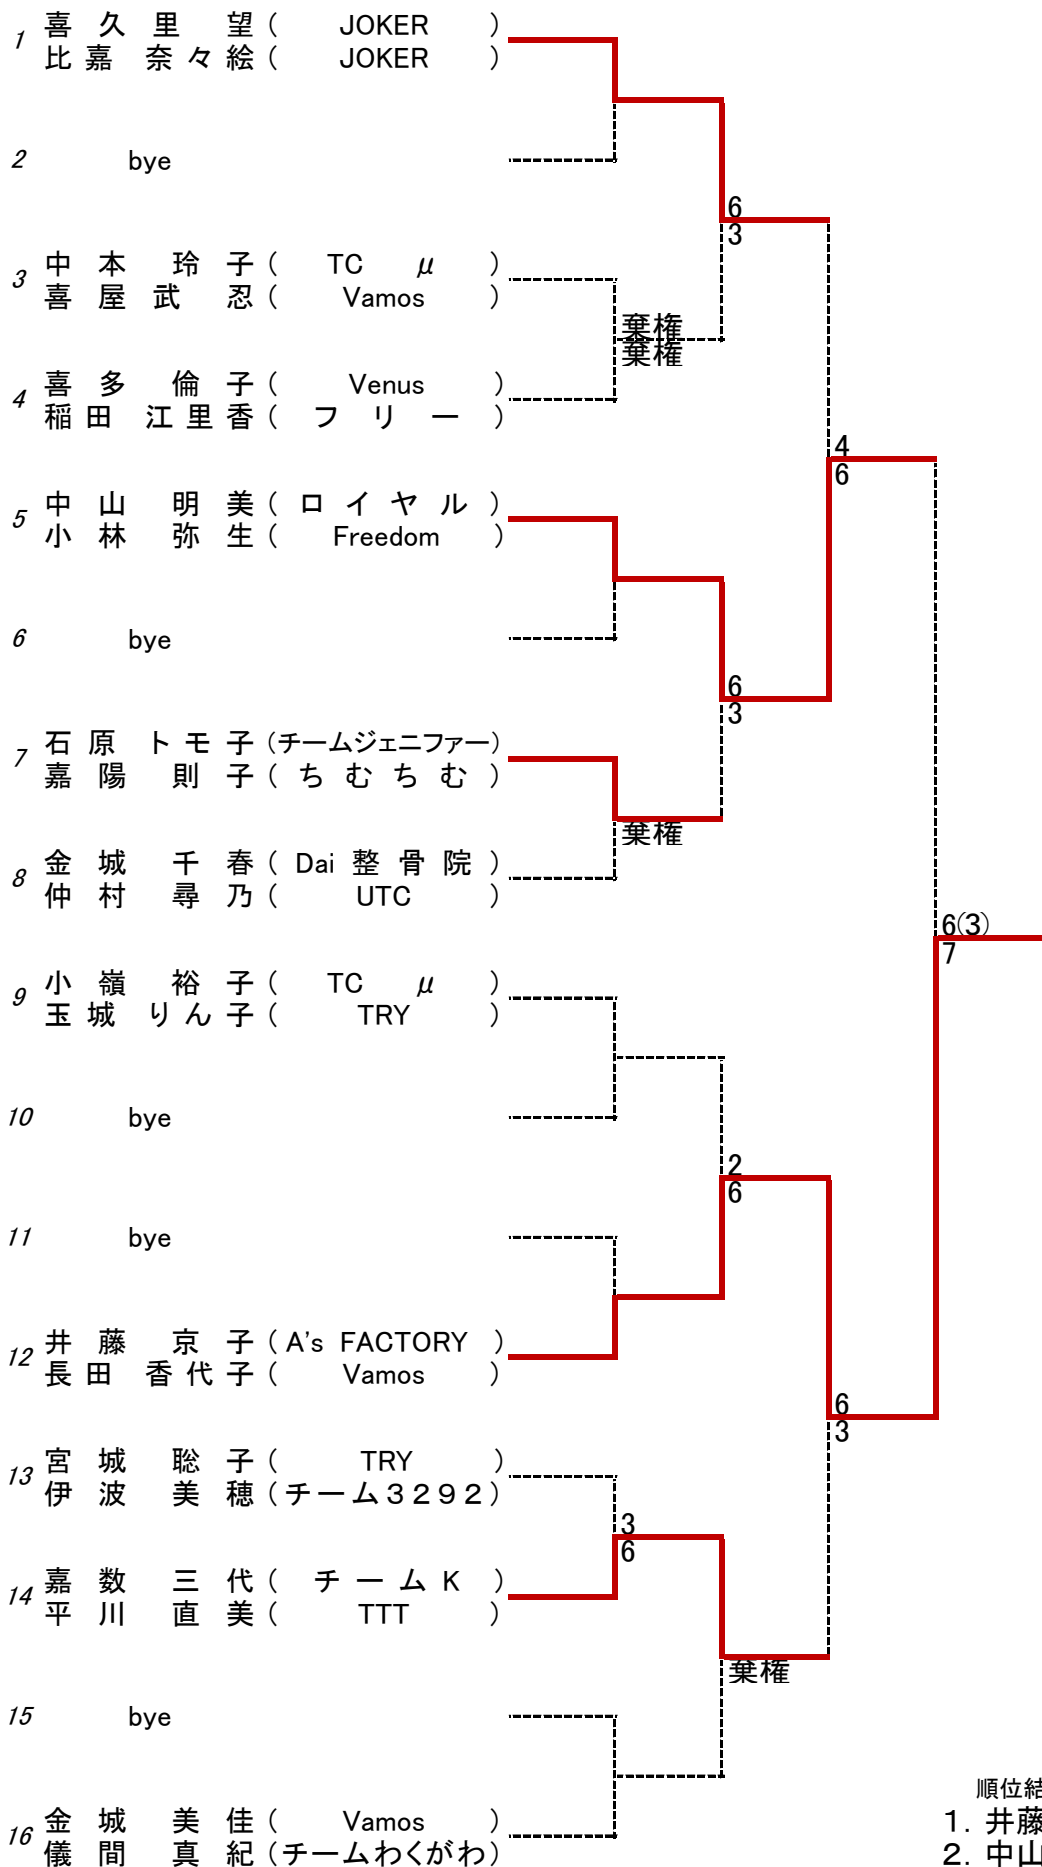 1 喜久里 望 ( JOKER )
比嘉 奈々絵 ( JOKER )
2 bye
6
3
3 中本 玲子 ( TC μ )
喜屋武 忍 ( Vamos )
棄権
棄権
4 喜多 倫子 ( Venus )
稲田 江里香 ( フリー )
4
6
5 中山 明美 ( ロイヤル )
小林 弥生 ( Freedom )
6 bye
6
3
7 石原 トモ子 (チームジェニファー)
嘉陽 則子 ( ちむちむ )
棄権
8 金城 千春 ( Dai 整骨院 )
仲村 尋乃 ( UTC )
6(3)
7
9 小嶺 裕子 ( TC μ )
玉城 りん子 ( TRY )
10 bye
2
6
11 bye
12 井藤 京子 ( A's FACTORY )
長田 香代子 ( Vamos )
6
3
13 宮城 聡子 ( TRY )
伊波 美穂 (チーム3292)
3
6
14 嘉数 三代 ( チームK )
平川 直美 ( TTT )
棄権
15 bye
順位結
16 金城 美佳 ( Vamos )
儀間 真紀 (チームわくがわ)
1. 井藤
2. 中山